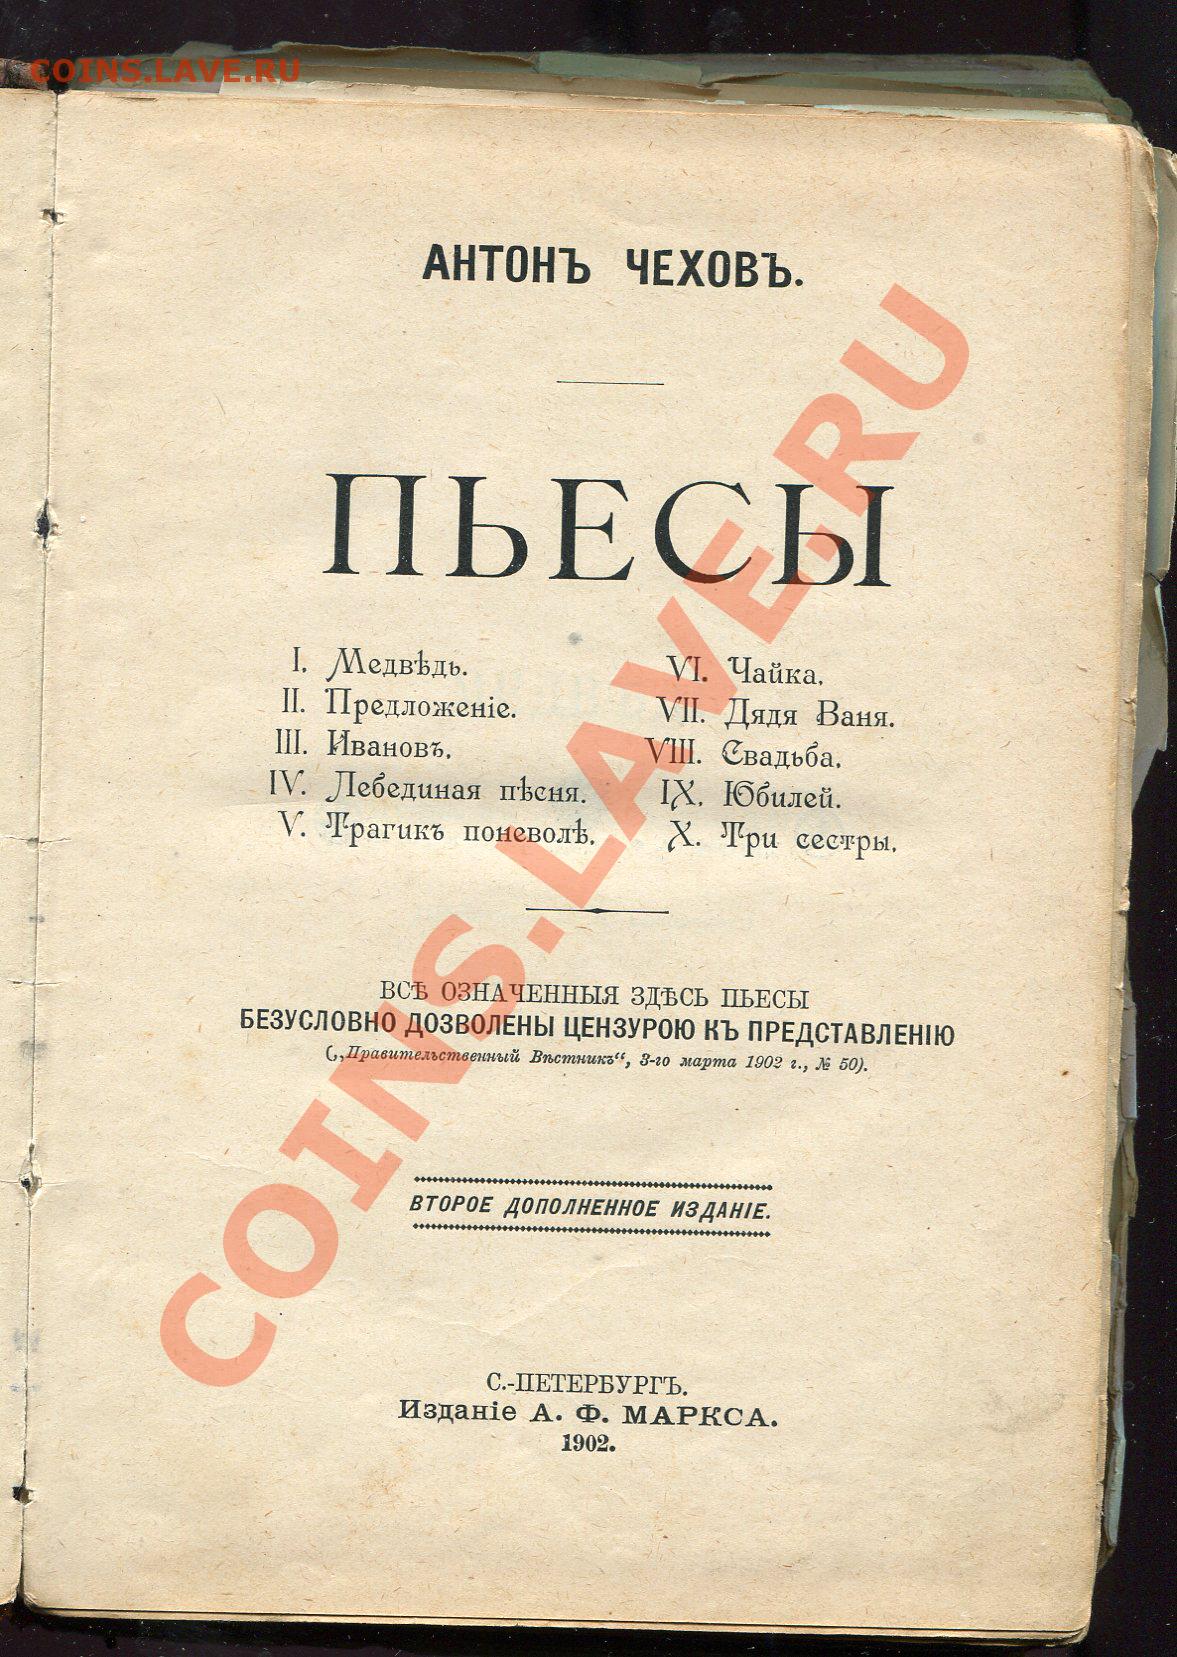 COINS.LAVE.RU
АНТОНЪ ЧЕХОВЪ.
ПЬЕСЫ
I. Медвѣдь.
II. Предложеніе.
III. Ивановъ.
IV. Лебединая пѣсня.
V. Трагикъ поневолѣ.
VI. Чайка.
VII. Дядя Ваня.
VIII. Свадьба.
IX. Юбилей.
X. Три сестры.
ВСѢ ОЗНАЧЕННЫЯ ЗДѢСЬ ПЬЕСЫ
БЕЗУСЛОВНО ДОЗВОЛЕНЫ ЦЕНЗУРОЮ КЪ ПРЕДСТАВЛЕНІЮ
(„Правительственный Вѣстникъ“, 3-го марта 1902 г., № 50).
ВТОРОЕ ДОПОЛНЕННОЕ ИЗДАНІЕ.
С.-ПЕТЕРБУРГЪ.
Изданіе А. Ф. МАРКСА.
1902.
COINS.LAVE.RU